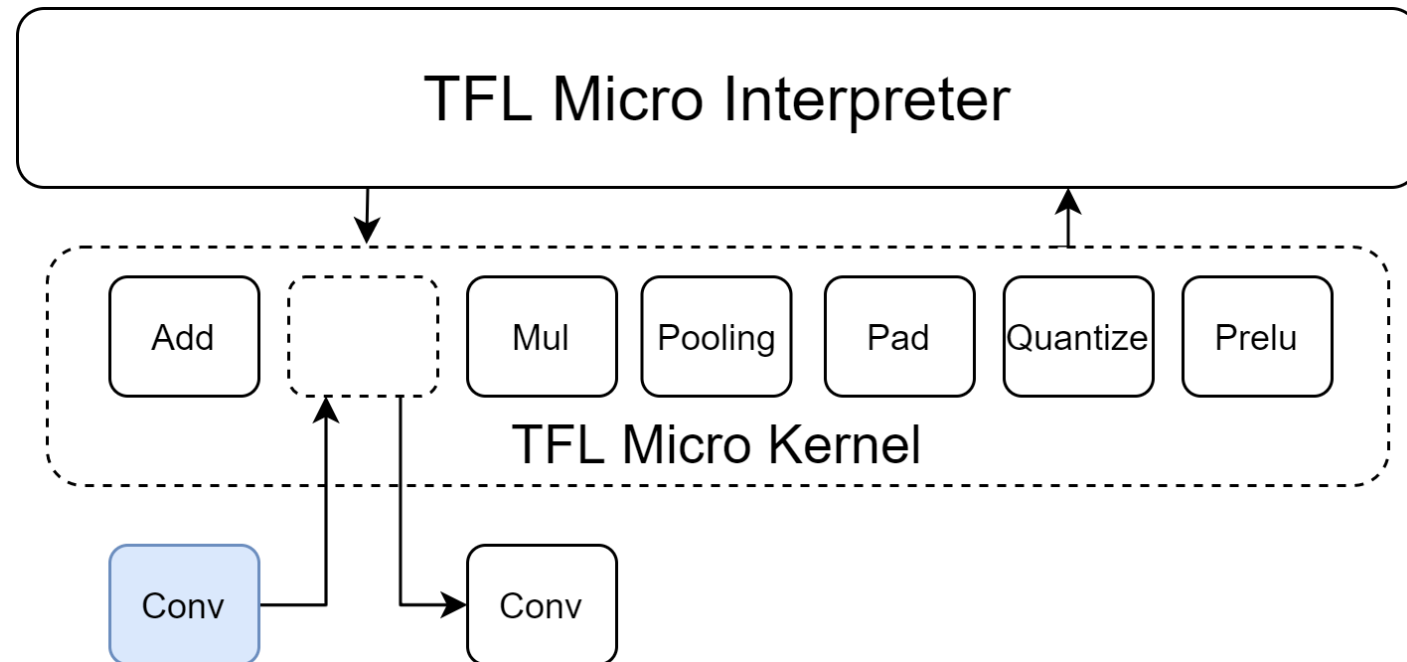 TFL Micro Interpreter
Add
Mul
Pooling
Pad
Quantize
Prelu
TFL Micro Kernel
Conv
Conv